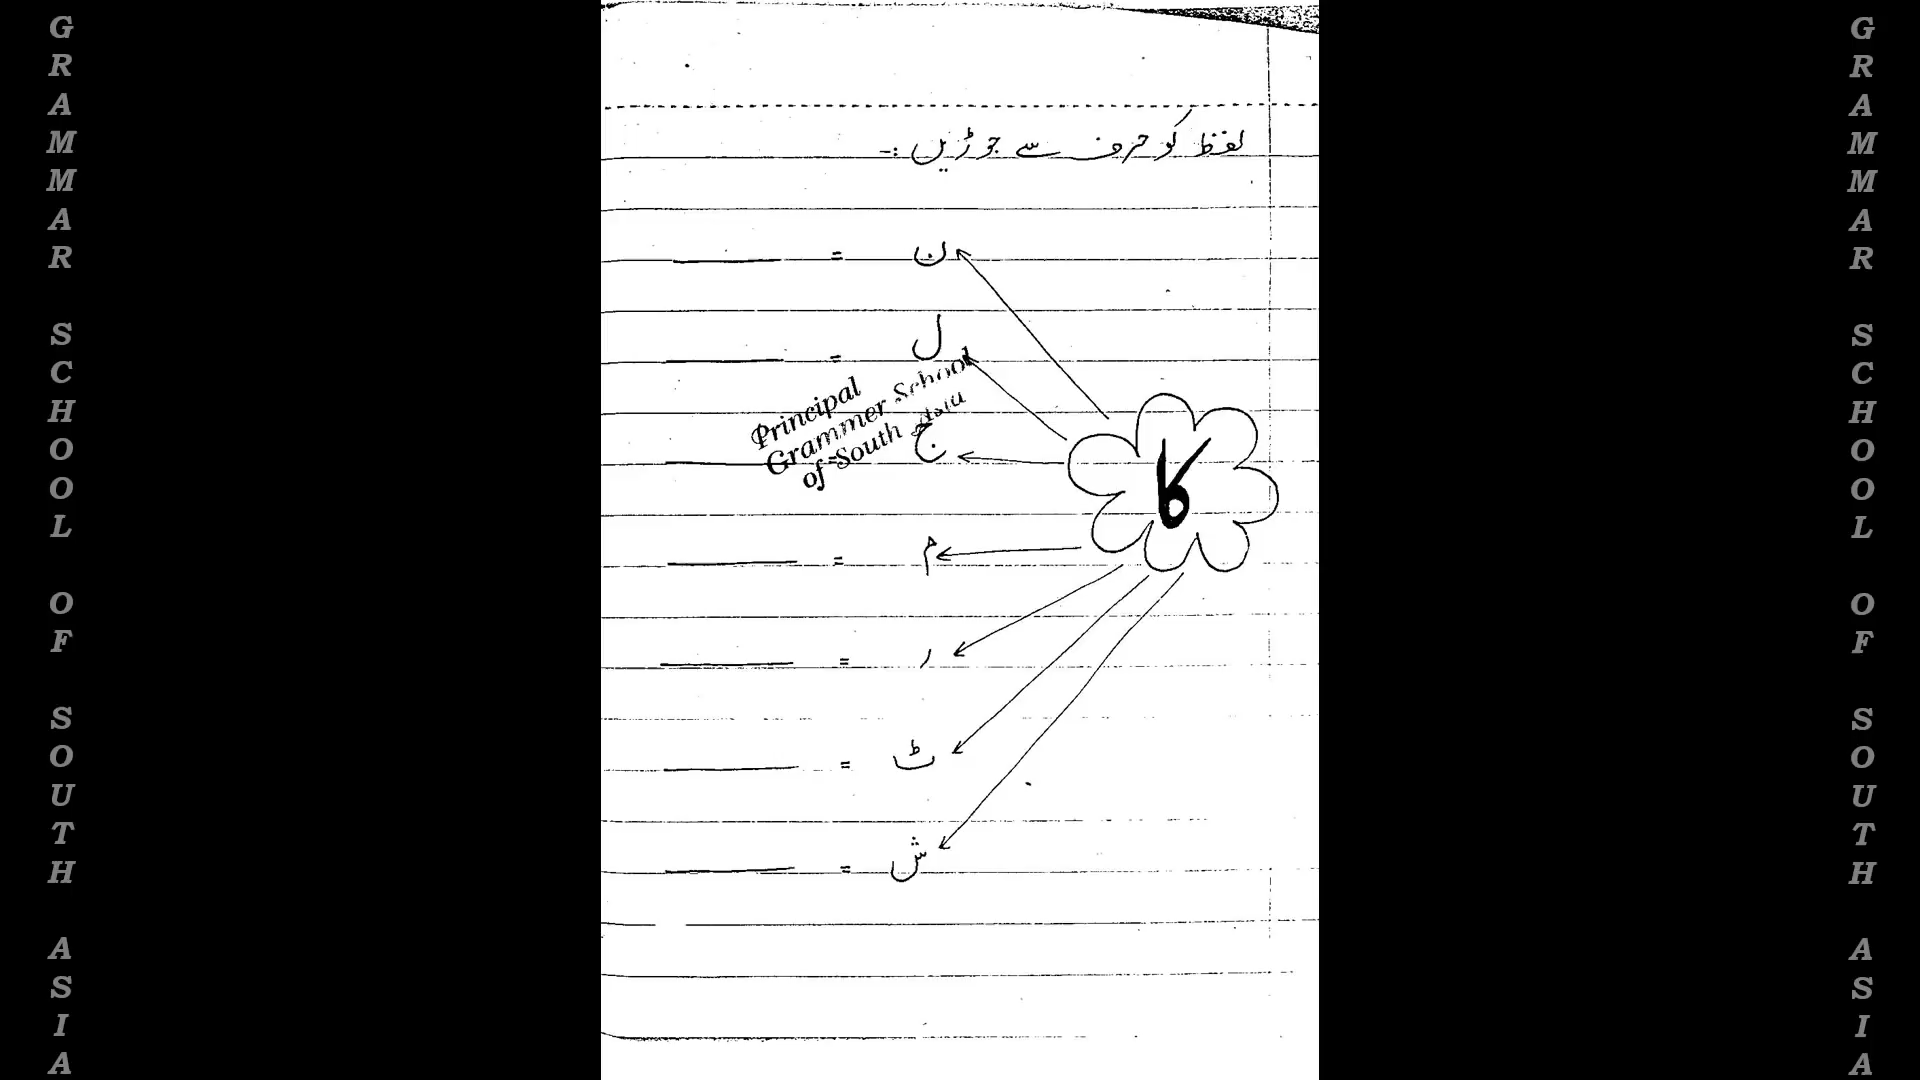 GRAMMAR SCHOOL OF SOUTH ASIA
لفظ کو حرف سے جوڑیں :-
ن = 
ل = 
Principal
Grammer School
of South Asia
ج =
کا
م = 
ر = 
ٹ = 
ش = 
GRAMMAR SCHOOL OF SOUTH ASIA